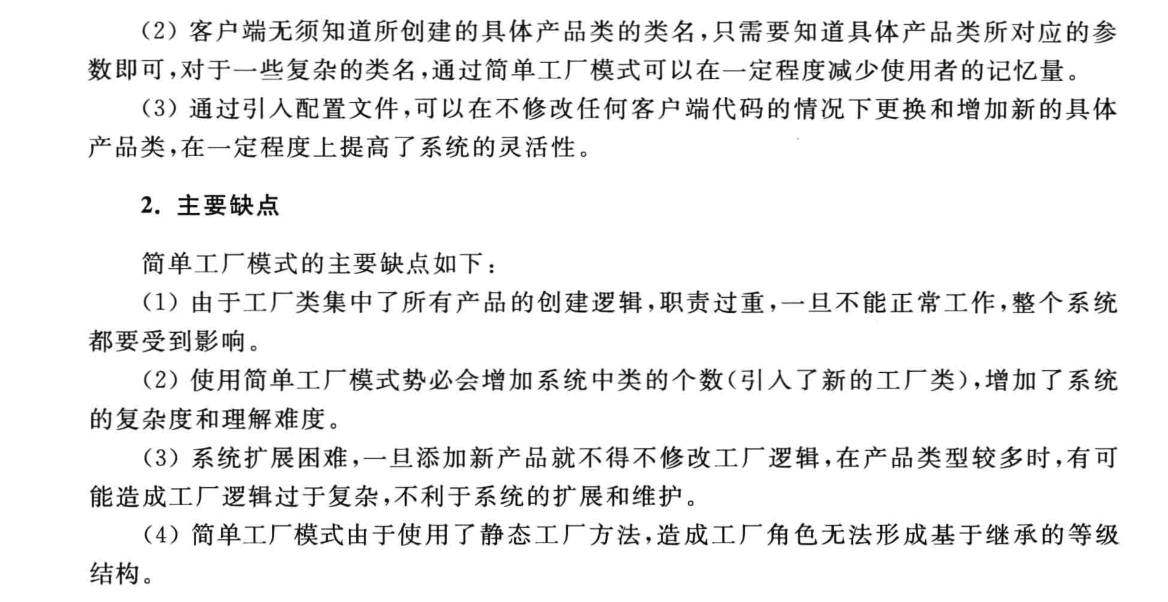 (2) 客户端无须知道所创建的具体产品类的类名,只需要知道具体产品类所对应的参
数即可,对于一些复杂的类名,通过简单工厂模式可以在一定程度减少使用者的记忆量。
(3) 通过引入配置文件,可以在不修改任何客户端代码的情况下更换和增加新的具体
产品类,在一定程度上提高了系统的灵活性。
2. 主要缺点
简单工厂模式的主要缺点如下:
(1) 由于工厂类集中了所有产品的创建逻辑,职责过重,一旦不能正常工作,整个系统
都要受到影响。
(2) 使用简单工厂模式势必会增加系统中类的个数(引入了新的工厂类),增加了系统
的复杂度和理解难度。
(3) 系统扩展困难,一旦添加新产品就不得不修改工厂逻辑,在产品类型较多时,有可
能造成工厂逻辑过于复杂,不利于系统的扩展和维护。
(4) 简单工厂模式由于使用了静态工厂方法,造成工厂角色无法形成基于继承的等级
结构。